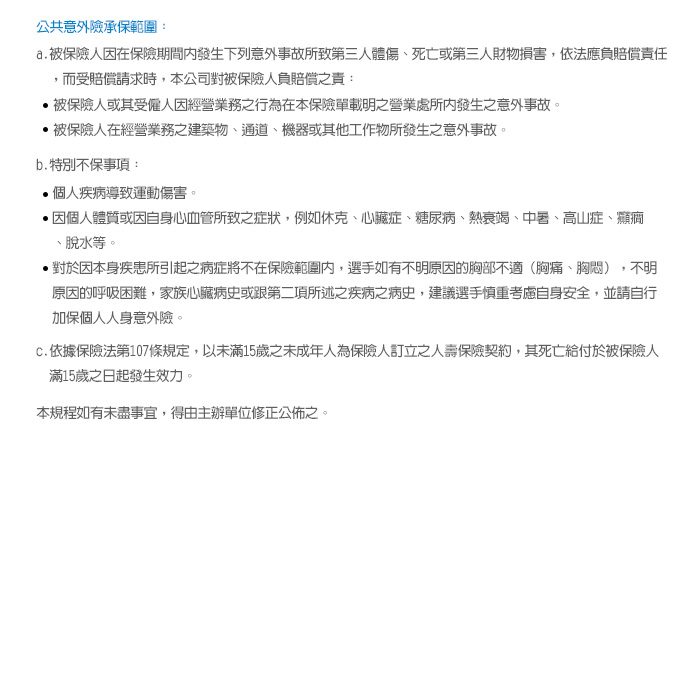 公共意外險承保範圍：
a.被保險人因在保險期間內發生下列意外事故所致第三人體傷、死亡或第三人財物損害，依法應負賠償責任
，而受賠償請求時，本公司對被保險人負賠償之責：
• 被保險人或其受僱人因經營業務之行為在本保險單載明之營業處所內發生之意外事故。
• 被保險人在經營業務之建築物、通道、機器或其他工作物所發生之意外事故。
b.特別不保事項：
• 個人疾病導致運動傷害。
• 因個人體質或因自身心血管所致之症狀，例如休克、心臟症、糖尿病、熱衰竭、中暑、高山症、癲癇
、脫水等。
• 對於因本身疾患所引起之病症將不在保險範圍內，選手如有不明原因的胸部不適（胸痛、胸悶），不明
原因的呼吸困難，家族心臟病史或跟第二項所述之疾病之病史，建議選手慎重考慮自身安全，並請自行
加保個人人身意外險。
c.依據保險法第107條規定，以未滿15歲之未成年人為保險人訂立之人壽保險契約，其死亡給付於被保險人
滿15歲之日起發生效力。
本規程如有未盡事宜，得由主辦單位修正公佈之。